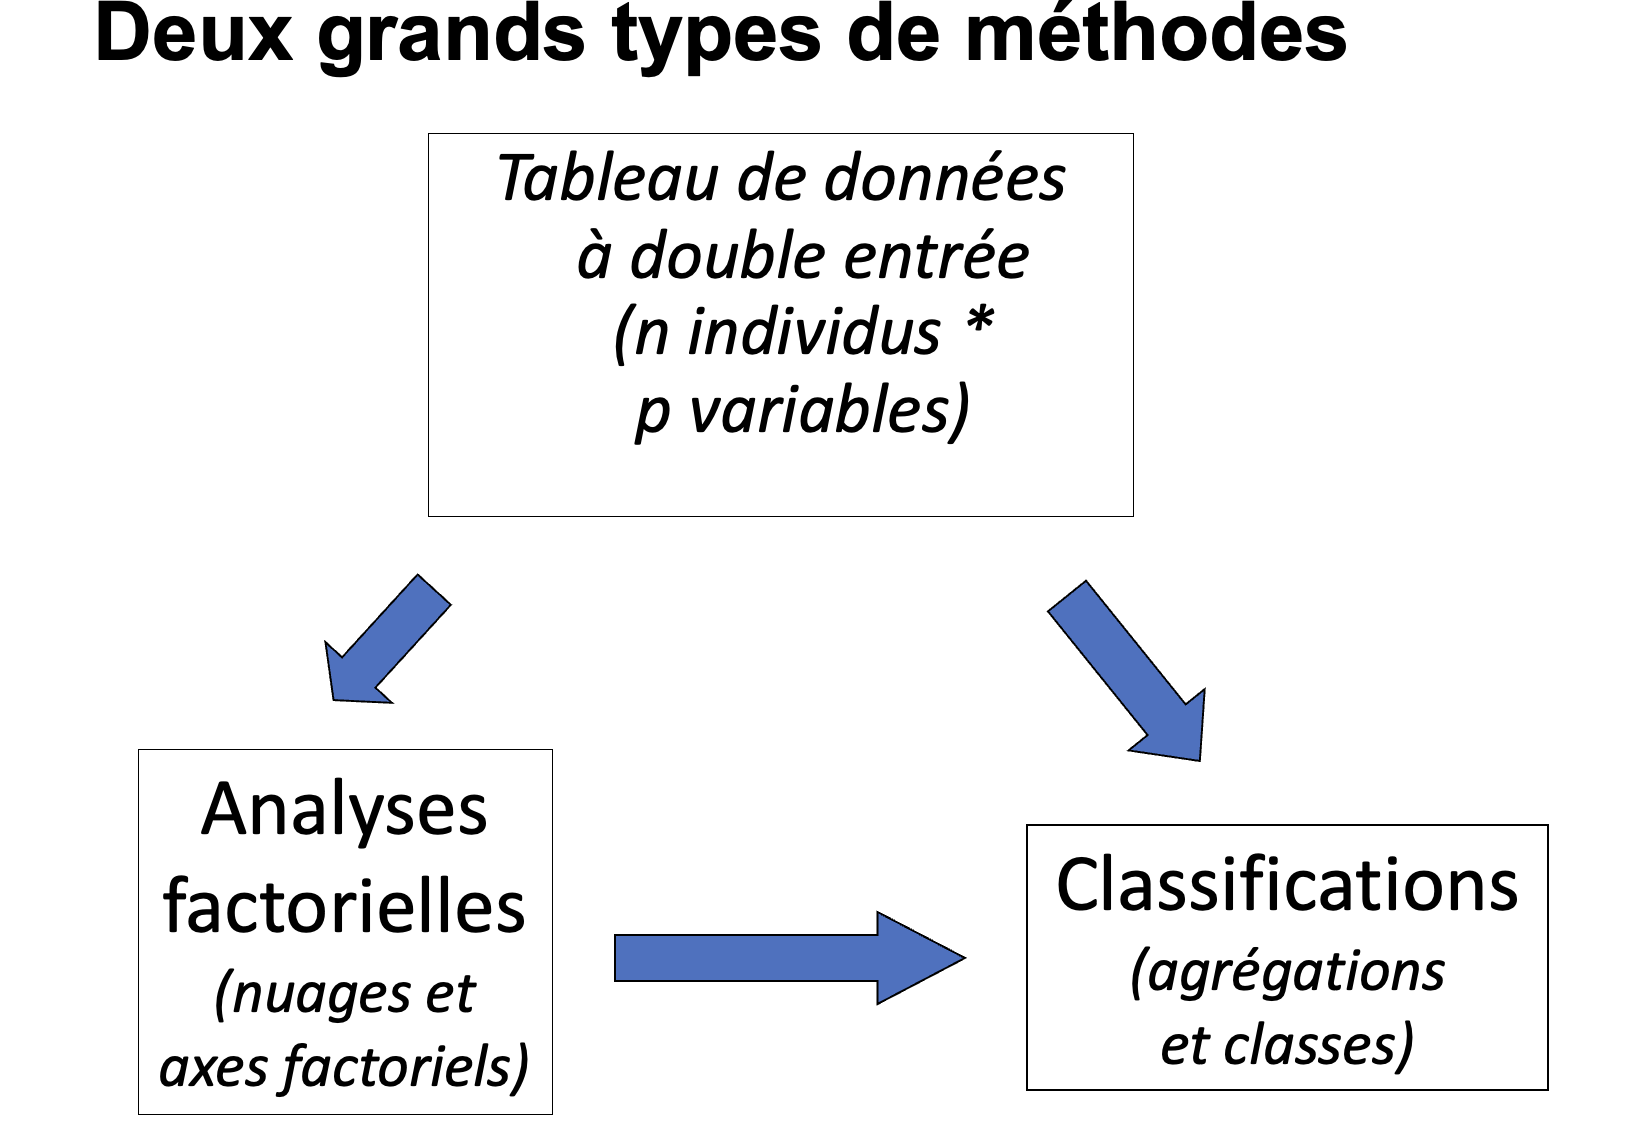 Deux grands types de méthodes
Tableau de données
à double entrée
(n individus *
p variables)
Analyses
factorielles
(nuages et
axes factoriels)
Classifications
(agrégations
et classes)